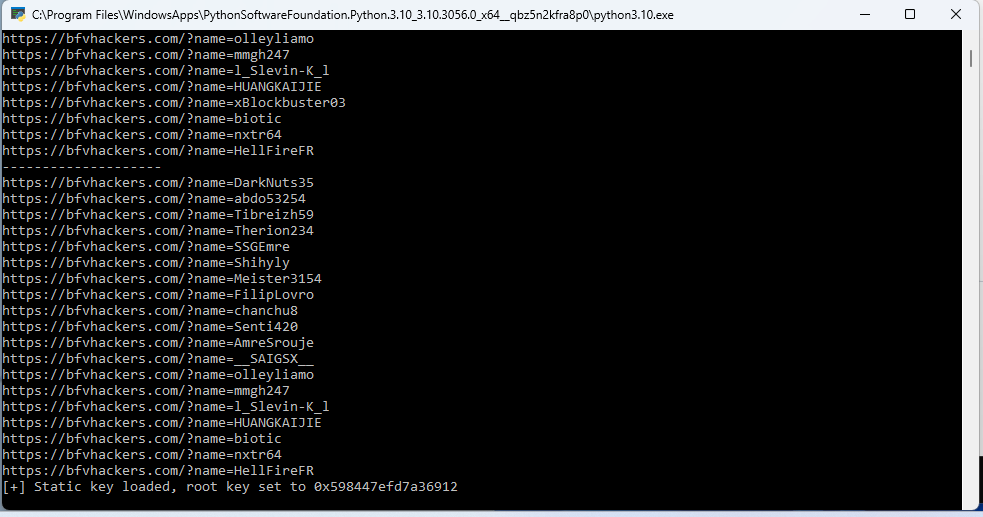 C:\Program Files\WindowsApps\PythonSoftwareFoundation.Python.3.10_3.10.3056.0_x64__qbz5n2kfra8p0\python3.10.exe
https://bfvhackers.com/?name=olleyliamo
https://bfvhackers.com/?name=mmgh247
https://bfvhackers.com/?name=l_Slevin-K_l
https://bfvhackers.com/?name=HUANGKAIJIE
https://bfvhackers.com/?name=xBlockbuster03
https://bfvhackers.com/?name=biotic
https://bfvhackers.com/?name=nxtr64
https://bfvhackers.com/?name=HellFireFR
--------------------
https://bfvhackers.com/?name=DarkNuts35
https://bfvhackers.com/?name=abdo53254
https://bfvhackers.com/?name=Tibreizh59
https://bfvhackers.com/?name=Therion234
https://bfvhackers.com/?name=SSGEmre
https://bfvhackers.com/?name=Shihyly
https://bfvhackers.com/?name=Meister3154
https://bfvhackers.com/?name=FilipLovro
https://bfvhackers.com/?name=chanchu8
https://bfvhackers.com/?name=Senti420
https://bfvhackers.com/?name=AmreSrouje
https://bfvhackers.com/?name=__SAIGSX__
https://bfvhackers.com/?name=olleyliamo
https://bfvhackers.com/?name=mmgh247
https://bfvhackers.com/?name=l_Slevin-K_l
https://bfvhackers.com/?name=HUANGKAIJIE
https://bfvhackers.com/?name=biotic
https://bfvhackers.com/?name=nxtr64
https://bfvhackers.com/?name=HellFireFR
[+] Static key loaded, root key set to 0x598447efd7a36912